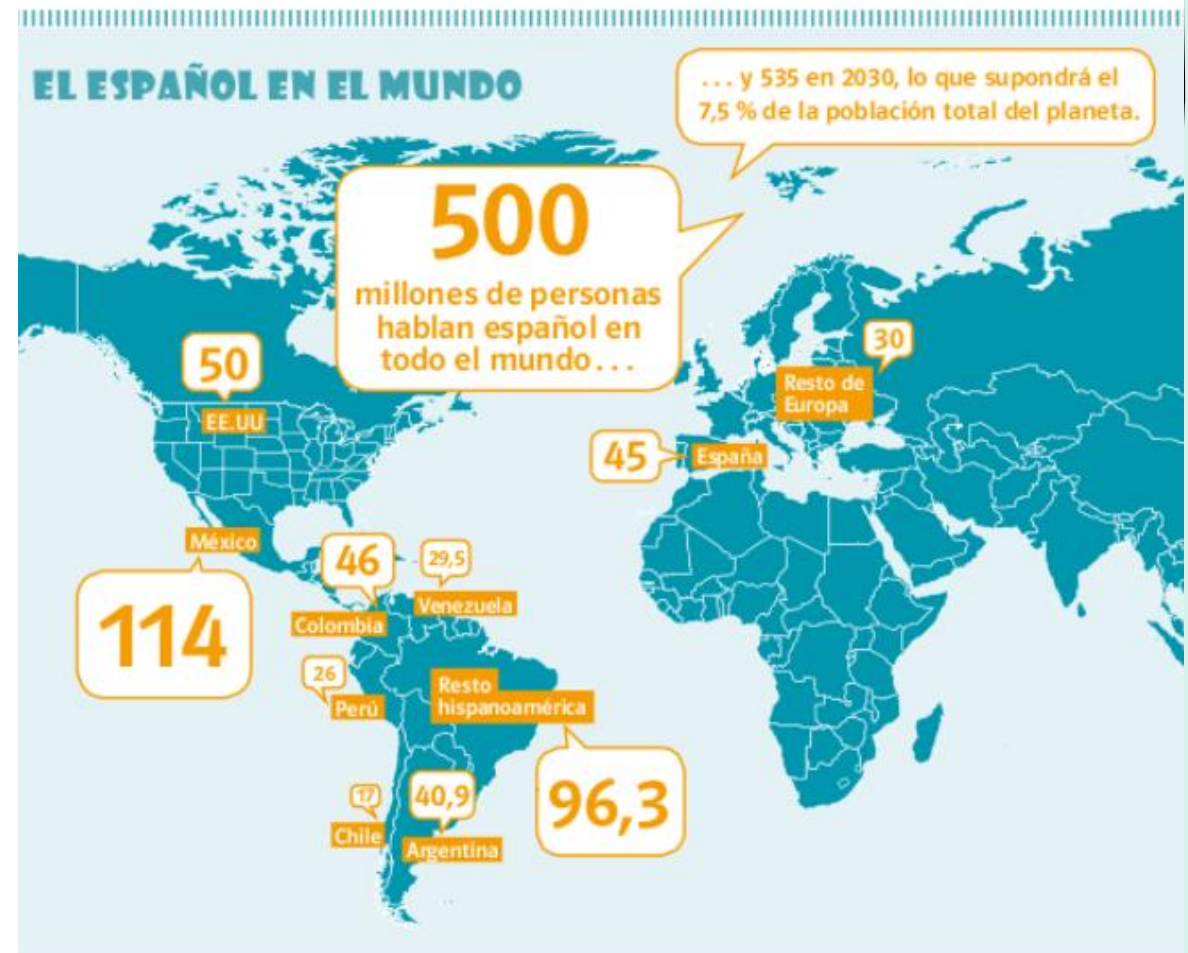 EL ESPAÑOL EN EL MUNDO
... y 535 en 2030, lo que supondrá el
7,5 % de la población total del planeta.
500
millones de personas
hablan español en
todo el mundo...
50
EE.UU
30
Resto de
Europa
45
España
México
114
46
Colombia
29,5
Venezuela
26
Perú
Resto
hispanoamérica
96,3
17
Chile
40,9
Argentina